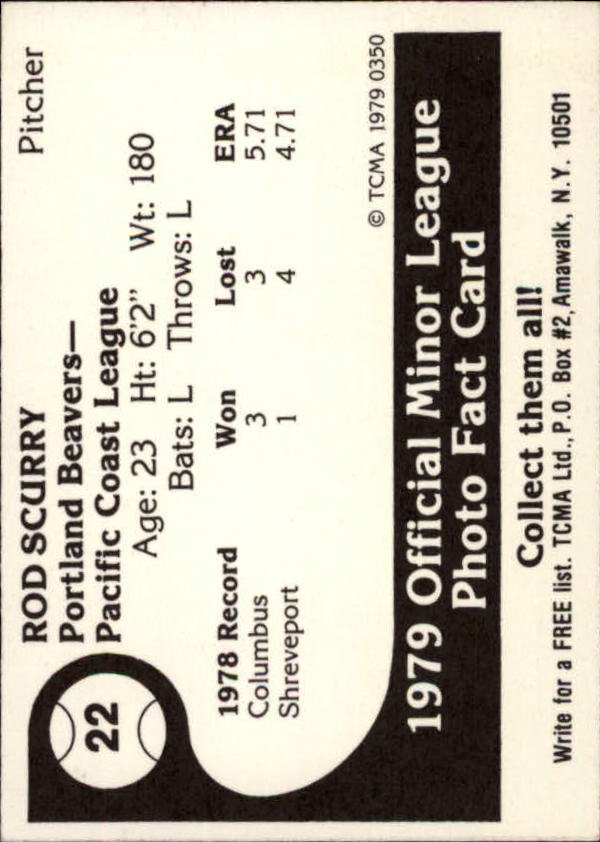 22
ROD SCURRY Pitcher
Portland Beavers—
Pacific Coast League
Age: 23 Ht: 6'2" Wt: 180
Bats: L Throws: L
1978 Record Won Lost ERA
Columbus 3 3 5.71
Shreveport 1 4 4.71
© TCMA 1979 0350
1979 Official Minor League
Photo Fact Card
Collect them all!
Write for a FREE list. TCMA Ltd., P.O. Box #2, Amawalk, N.Y. 10501